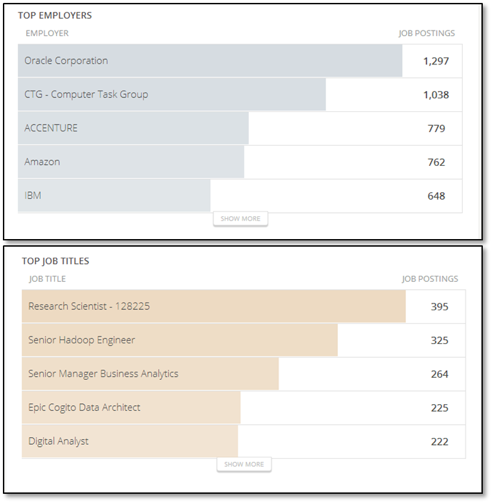 TOP EMPLOYERS
EMPLOYER JOB POSTINGS
Oracle Corporation 1,297
CTG - Computer Task Group 1,038
ACCENTURE 779
Amazon 762
IBM 648
SHOW MORE
TOP JOB TITLES
JOB TITLE JOB POSTINGS
Research Scientist - 128225 395
Senior Hadoop Engineer 325
Senior Manager Business Analytics 264
Epic Cogito Data Architect 225
Digital Analyst 222
SHOW MORE